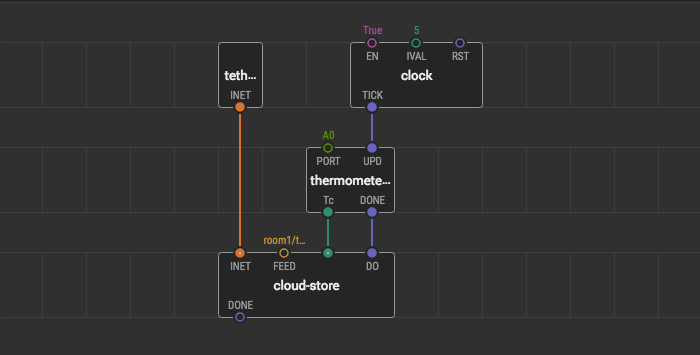 True 5
EN IVAL RST
teth... clock
INET TICK
A0
PORT UPD
thermomete...
Tc DONE
room1/t...
INET FEED DO
cloud-store
DONE